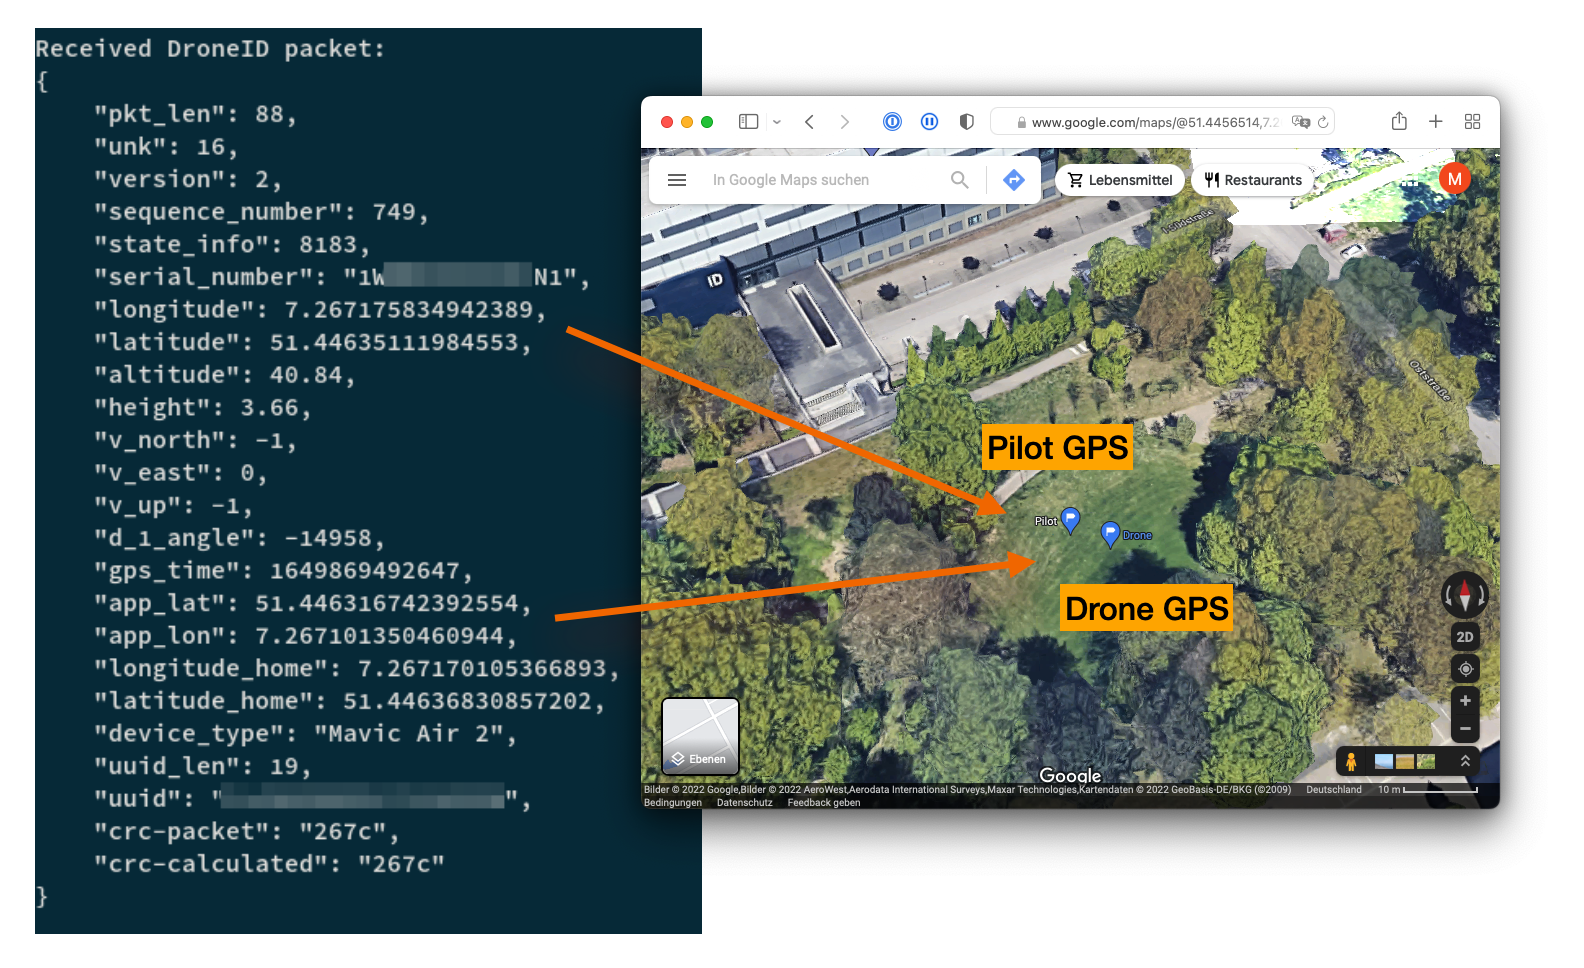 Received DroneID packet:
{
"pkt_len": 88,
"unk": 16,
"version": 2,
"sequence_number": 749,
"state_info": 8183,
"serial_number": "1W N1",
"longitude": 7.267175834942389,
"latitude": 51.44635111984553,
"altitude": 40.84,
"height": 3.66,
"v_north": -1,
"v_east": 0,
"v_up": -1,
"d_1_angle": -14958,
"gps_time": 1649869492647,
"app_lat": 51.446316742392554,
"app_lon": 7.267101350460944,
"longitude_home": 7.267170105366893,
"latitude_home": 51.44636830857202,
"device_type": "Mavic Air 2",
"uuid_len": 19,
"uuid": " ",
"crc-packet": "267c",
"crc-calculated": "267c"
}
www.google.com/maps/@51.4456514,7.2
In Google Maps suchen
Lebensmittel
Restaurants
M
ID
Oststraße
Pilot GPS
Pilot
Drone
Drone GPS
2D
+
−
Ebenen
Google
Bilder © 2022 Google,Bilder © 2022 AeroWest,Aerodata International Surveys,Maxar Technologies,Kartendaten © 2022 GeoBasis-DE/BKG (©2009) Deutschland 10 m
Bedingungen Datenschutz Feedback geben